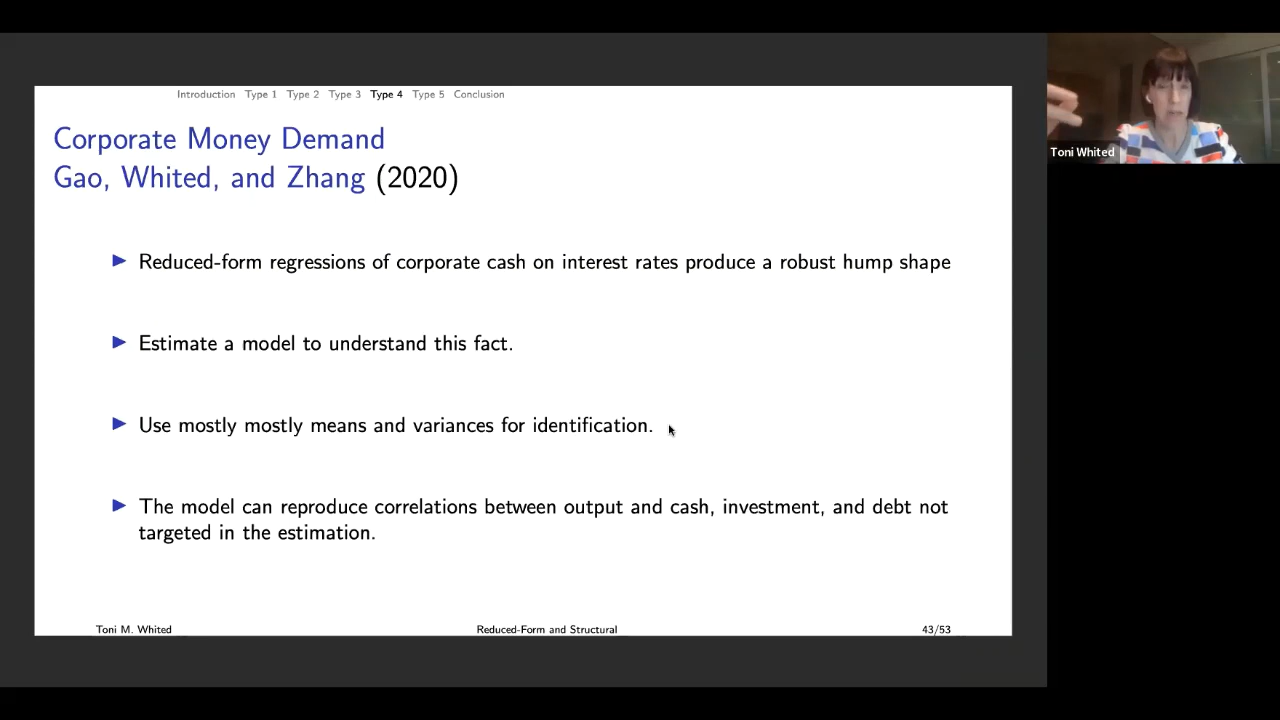 Introduction Type 1 Type 2 Type 3 Type 4 Type 5 Conclusion
Corporate Money Demand
Gao, Whited, and Zhang (2020)
Reduced-form regressions of corporate cash on interest rates produce a robust hump shape
Estimate a model to understand this fact.
Use mostly mostly means and variances for identification.
The model can reproduce correlations between output and cash, investment, and debt not
targeted in the estimation.
Toni M. Whited Reduced-Form and Structural 43/53
Toni Whited